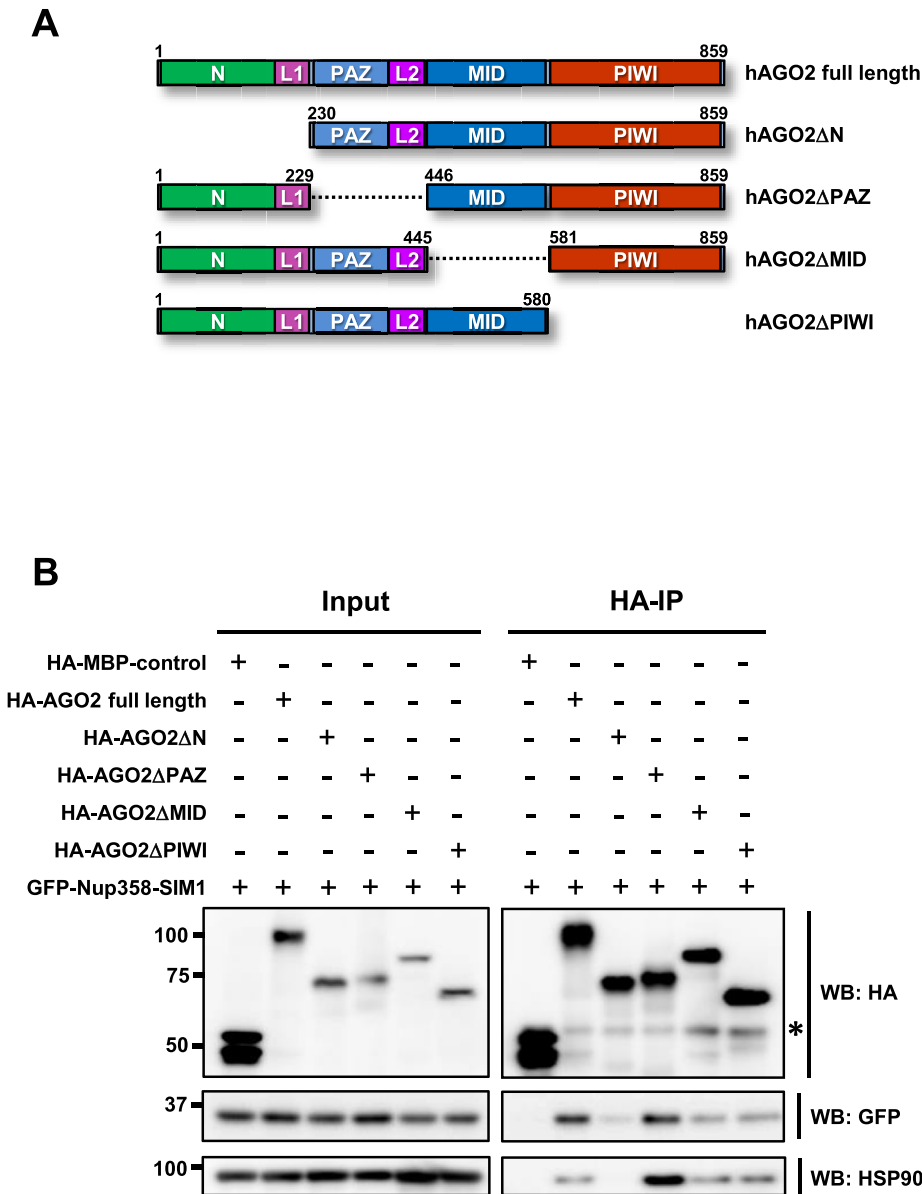 A
1 859
N L1 PAZ L2 MID PIWI hAGO2 full length
230 859
PAZ L2 MID PIWI hAGO2ΔN
1 229 446 859
N L1 MID PIWI hAGO2ΔPAZ
1 445 581 859
N L1 PAZ L2 PIWI hAGO2ΔMID
1 580
N L1 PAZ L2 MID hAGO2ΔPIWI
B
Input HA-IP
HA-MBP-control + - - - - - + - - - - -
HA-AGO2 full length - + - - - - - + - - - -
HA-AGO2ΔN - - + - - - - - + - - -
HA-AGO2ΔPAZ - - - + - - - - - + - -
HA-AGO2ΔMID - - - - + - - - - - + -
HA-AGO2ΔPIWI - - - - - + - - - - - +
GFP-Nup358-SIM1 + + + + + + + + + + + +
100
75
WB: HA
*
50
37
WB: GFP
100
WB: HSP90